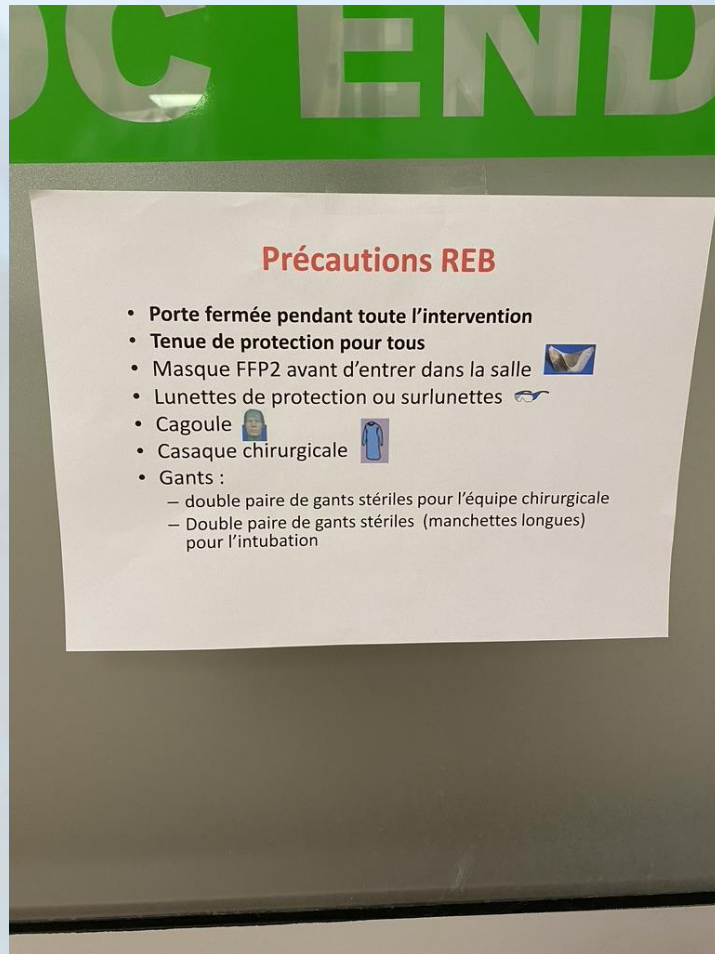 OC END
Précautions REB
• Porte fermée pendant toute l'intervention
• Tenue de protection pour tous
• Masque FFP2 avant d'entrer dans la salle
• Lunettes de protection ou surlunettes
• Cagoule
• Casaque chirurgicale
• Gants :
– double paire de gants stériles pour l'équipe chirurgicale
– Double paire de gants stériles (manchettes longues)
pour l'intubation